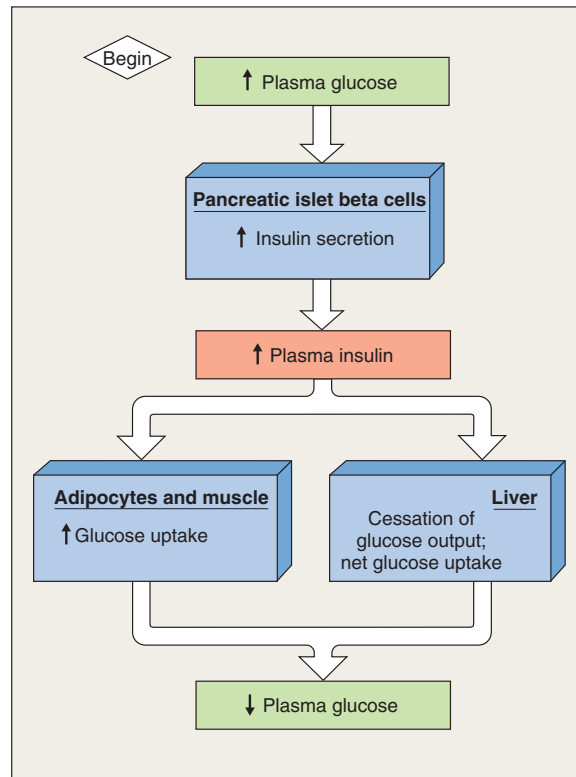 Begin
↑ Plasma glucose
Pancreatic islet beta cells
↑ Insulin secretion
↑ Plasma insulin
Adipocytes and muscle
↑ Glucose uptake
Liver
Cessation of
glucose output;
net glucose uptake
↓ Plasma glucose